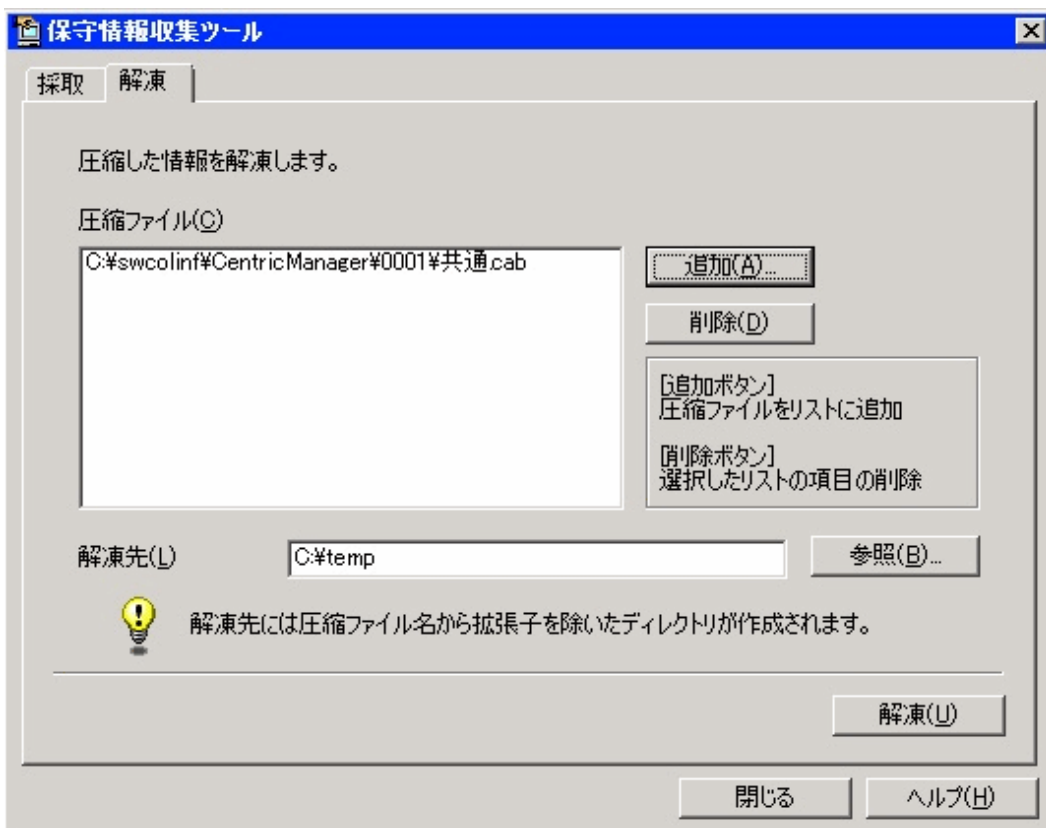 保守情報収集ツール
採取 解凍
圧縮した情報を解凍します。
圧縮ファイル(C)
C:¥swcolinf¥CentricManager¥0001¥共通.cab
追加(A)...
削除(D)
[追加ボタン]
圧縮ファイルをリストに追加
[削除ボタン]
選択したリストの項目の削除
解凍先(L)
C:¥temp
参照(B)...
解凍先には圧縮ファイル名から拡張子を除いたディレクトリが作成されます。
解凍(U)
閉じる
ヘルプ(H)